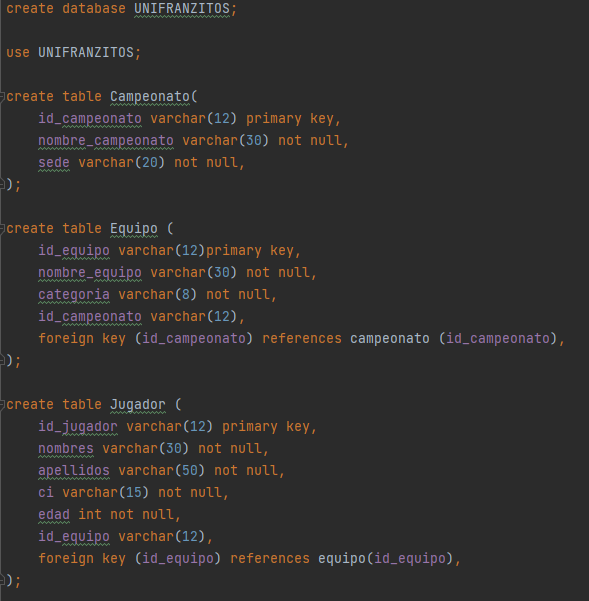 create database UNIFRANZITOS;
use UNIFRANZITOS;
create table Campeonato(
id_campeonato varchar(12) primary key,
nombre_campeonato varchar(30) not null,
sede varchar(20) not null,
);
create table Equipo (
id_equipo varchar(12)primary key,
nombre_equipo varchar(30) not null,
categoria varchar(8) not null,
id_campeonato varchar(12),
foreign key (id_campeonato) references campeonato (id_campeonato),
);
create table Jugador (
id_jugador varchar(12) primary key,
nombres varchar(30) not null,
apellidos varchar(50) not null,
ci varchar(15) not null,
edad int not null,
id_equipo varchar(12),
foreign key (id_equipo) references equipo(id_equipo),
);